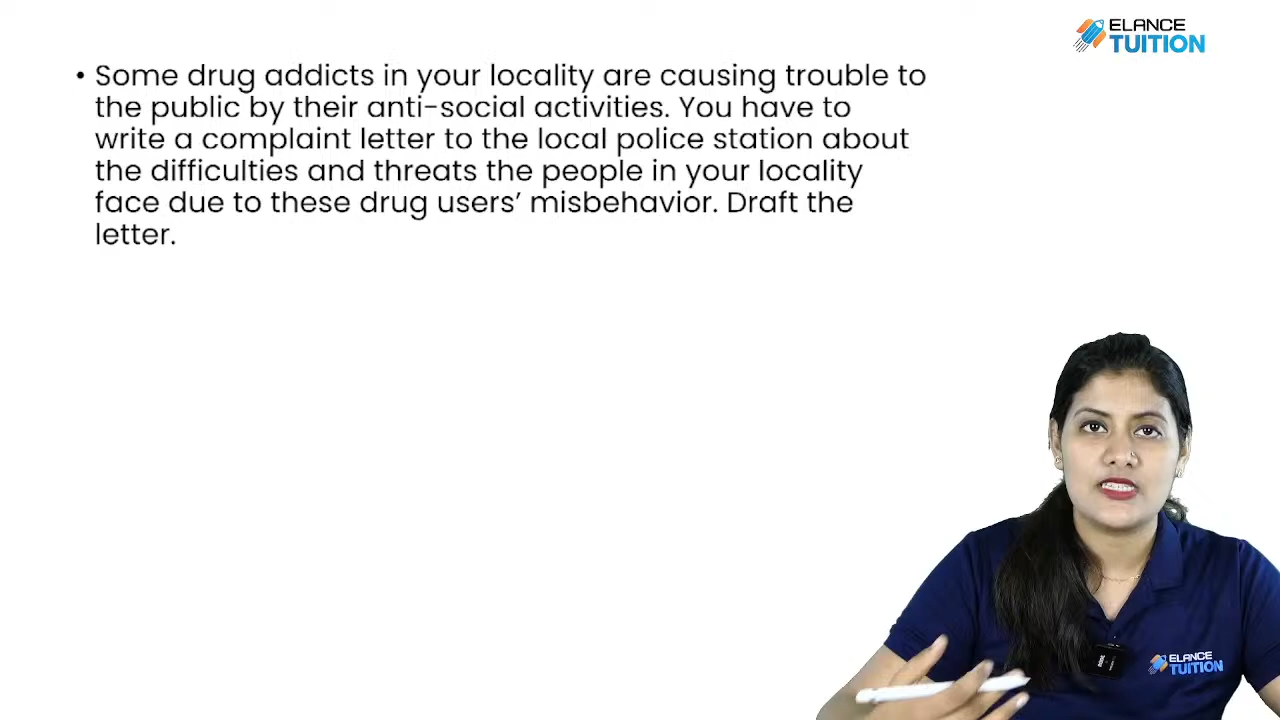 ELANCE
TUITION
• Some drug addicts in your locality are causing trouble to
the public by their anti-social activities. You have to
write a complaint letter to the local police station about
the difficulties and threats the people in your locality
face due to these drug users’ misbehavior. Draft the
letter.
ELANCE
TUITION